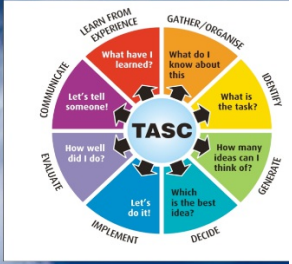 GATHER/ORGANISE
What do I
know about
this
IDENTIFY
What is
the task?
GENERATE
How many
ideas can I
think of?
DECIDE
Which
is the best
idea?
IMPLEMENT
Let's
do it!
EVALUATE
How well
did I do?
COMMUNICATE
Let's tell
someone!
LEARN FROM
EXPERIENCE
What have I
learned?
TASC